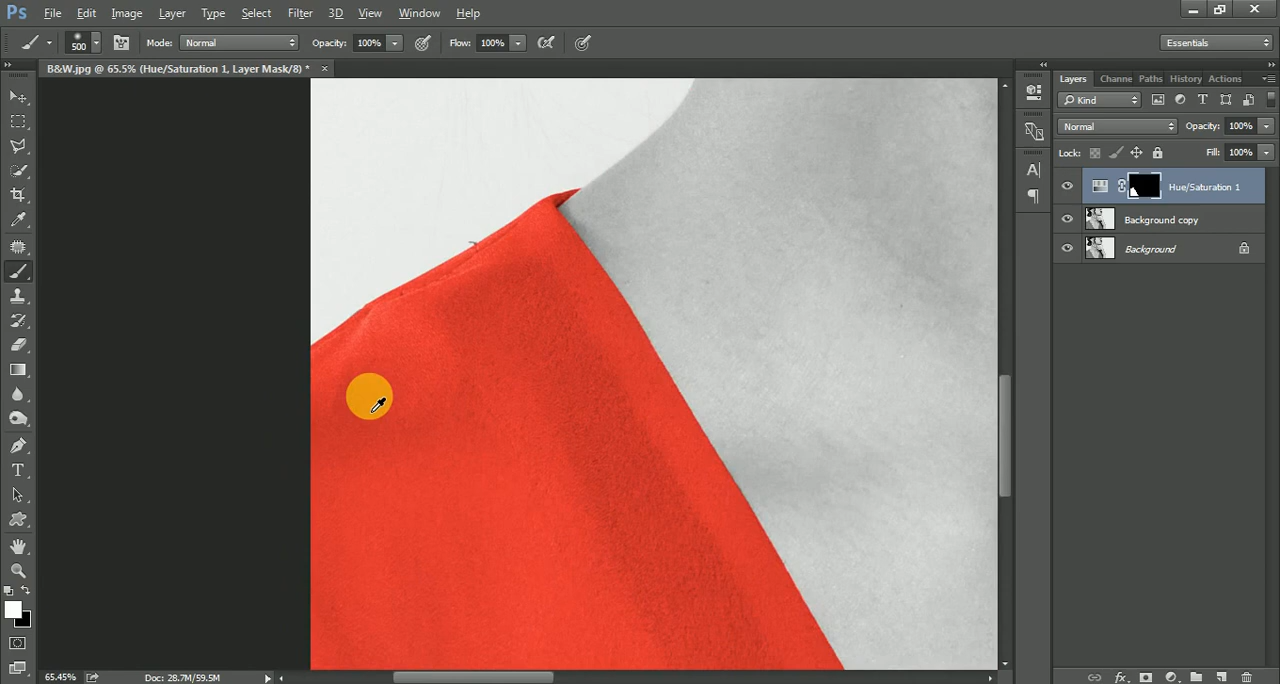 Ps File Edit Image Layer Type Select Filter 3D View Window Help
500 Mode: Normal Opacity: 100% Flow: 100% Essentials
B&W.jpg @ 65.5% (Hue/Saturation 1, Layer Mask/8) *
Layers Channe Paths History Actions
Kind
Normal Opacity: 100%
Lock: Fill: 100%
Hue/Saturation 1
Background copy
Background
65.45% Doc: 28.7M/59.5M